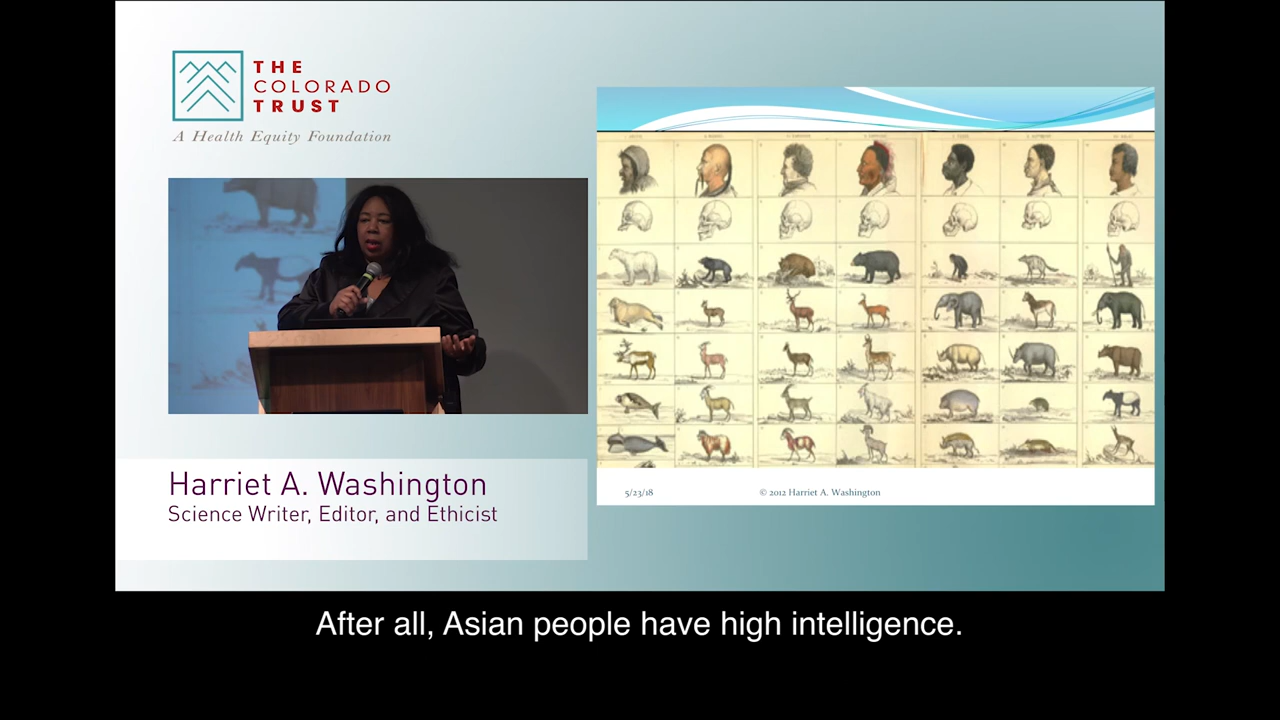 THE
COLORADO
TRUST
A Health Equity Foundation
Harriet A. Washington
Science Writer, Editor, and Ethicist
5/23/18
© 2012 Harriet A. Washington
After all, Asian people have high intelligence.